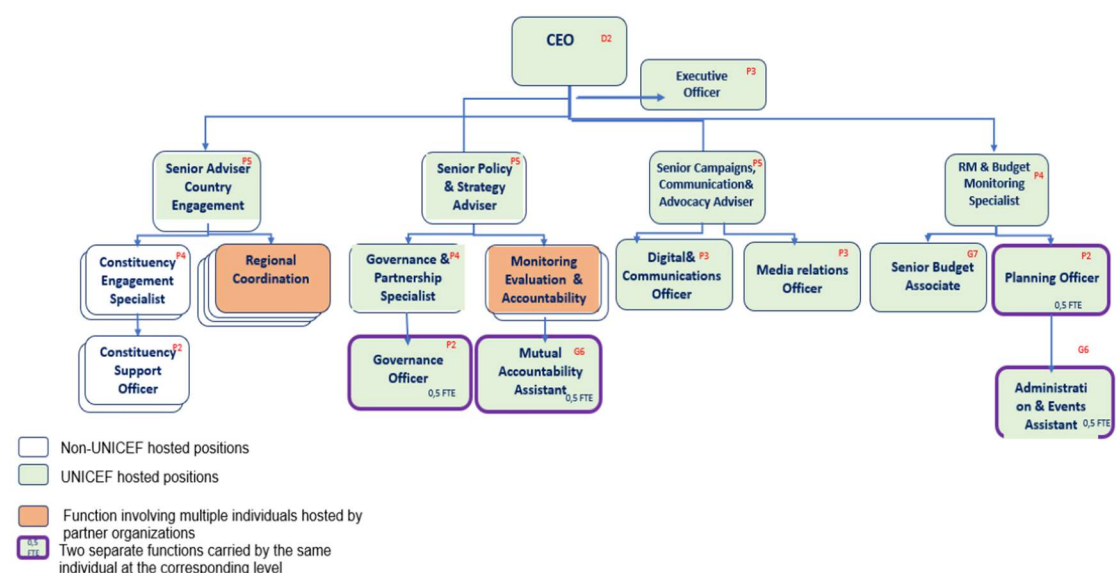 CEO D2
Executive P3
Officer
Senior Adviser P5
Country
Engagement
Senior Policy P5
& Strategy
Adviser
Senior Campaigns, P5
Communication&
Advocacy Adviser
RM & Budget
Monitoring P4
Specialist
Constituency P4
Engagement
Specialist
Regional
Coordination
Governance & P4
Partnership
Specialist
Monitoring
Evaluation &
Accountability
Digital& P3
Communications
Officer
Media relations P3
Officer
Senior Budget G7
Associate
P2
Planning Officer
0,5 FTE
Constituency P2
Support
Officer
Governance P2
Officer
0,5 FTE
Mutual G6
Accountability
Assistant 0,5 FTE
G6
Administrati
on & Events
Assistant 0,5 FTE
Non-UNICEF hosted positions
UNICEF hosted positions
Function involving multiple individuals hosted by
partner organizations
0,5
FTE
Two separate functions carried by the same
individual at the corresponding level